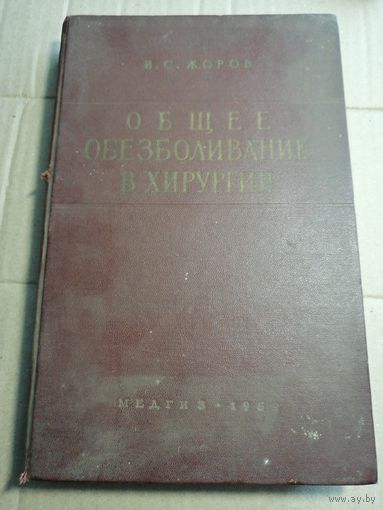 И. С. ЖОРОВ
ОБЩЕЕ
ОБЕЗБОЛИВАНИЕ
В ХИРУРГИИ
МЕДГИЗ •
www.ay.by